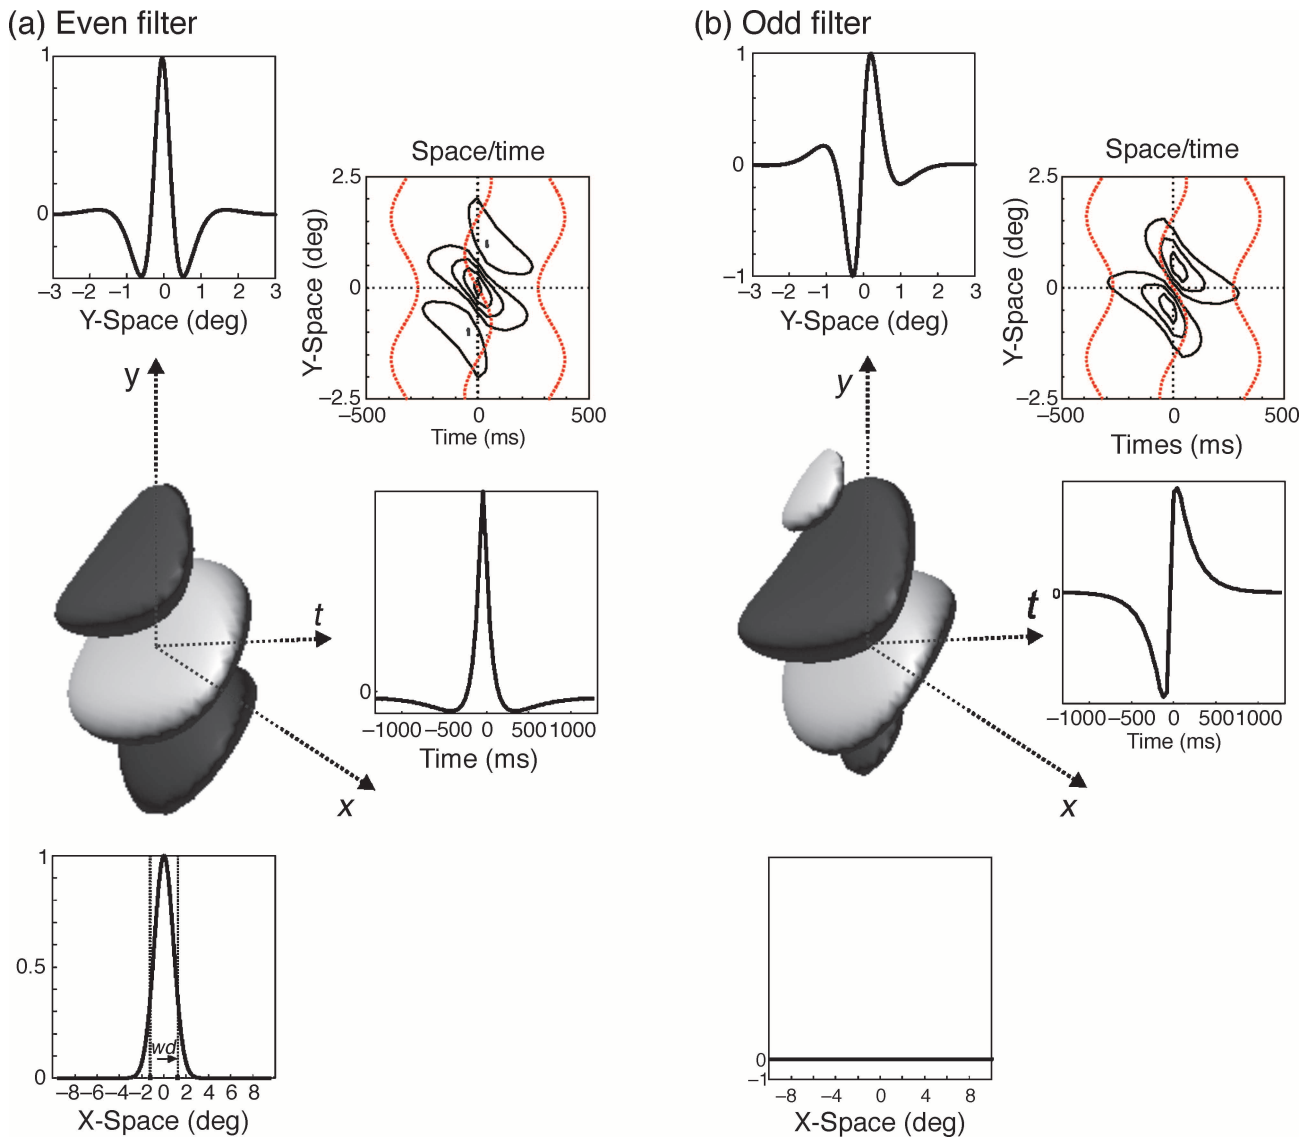 (a) Even filter
1
0
−3 −2 −1 0 1 2 3
Y-Space (deg)
Space/time
2.5
0
−2.5
Y-Space (deg)
−500 0 500
Time (ms)
y
t
x
0
−1000 −500 0 5001000
Time (ms)
1
0.5
0
wd
−8−6−4−2 0 2 4 6 8
X-Space (deg)
(b) Odd filter
1
0
−1
−3 −2 −1 0 1 2 3
Y-Space (deg)
Space/time
2.5
0
−2.5
Y-Space (deg)
−500 0 500
Times (ms)
y
t
x
0
−1000 −500 0 5001000
Time (ms)
0
−1
−8 −4 0 4 8
X-Space (deg)